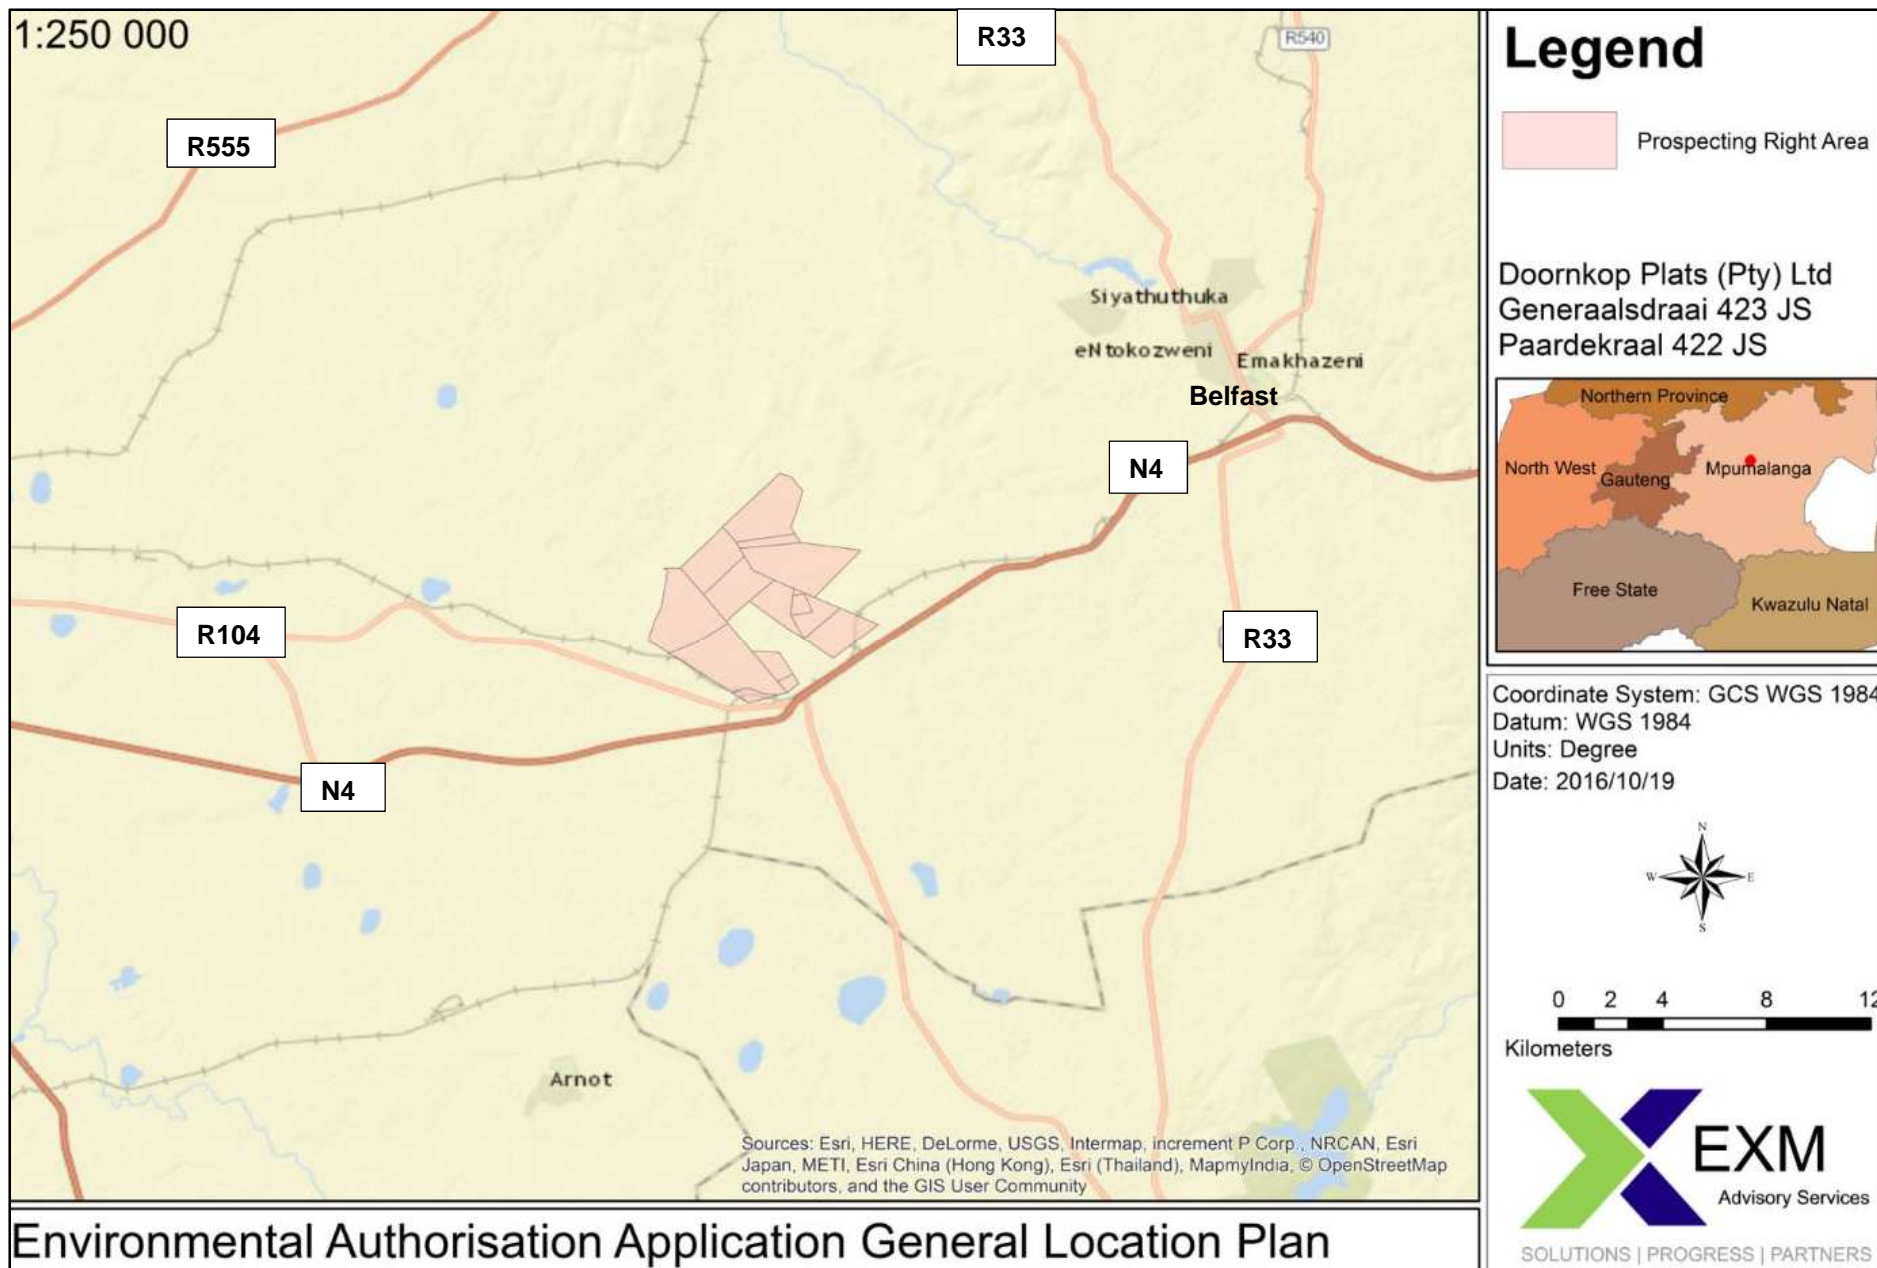 1:250 000
R33
R540
R555
Siyathuthuka
eNtokozweni
Emakhazeni
Belfast
N4
R104
R33
N4
Arnot
Sources: Esri, HERE, DeLorme, USGS, Intermap, increment P Corp., NRCAN, Esri
Japan, METI, Esri China (Hong Kong), Esri (Thailand), MapmyIndia, © OpenStreetMap
contributors, and the GIS User Community
Environmental Authorisation Application General Location Plan
Legend
Prospecting Right Area
Doornkop Plats (Pty) Ltd
Generaalsdraai 423 JS
Paardekraal 422 JS
Northern Province
North West
Gauteng
Mpumalanga
Free State
Kwazulu Natal
Coordinate System: GCS WGS 1984
Datum: WGS 1984
Units: Degree
Date: 2016/10/19
N
W E
S
0 2 4 8 12
Kilometers
EXM
Advisory Services
SOLUTIONS | PROGRESS | PARTNERS